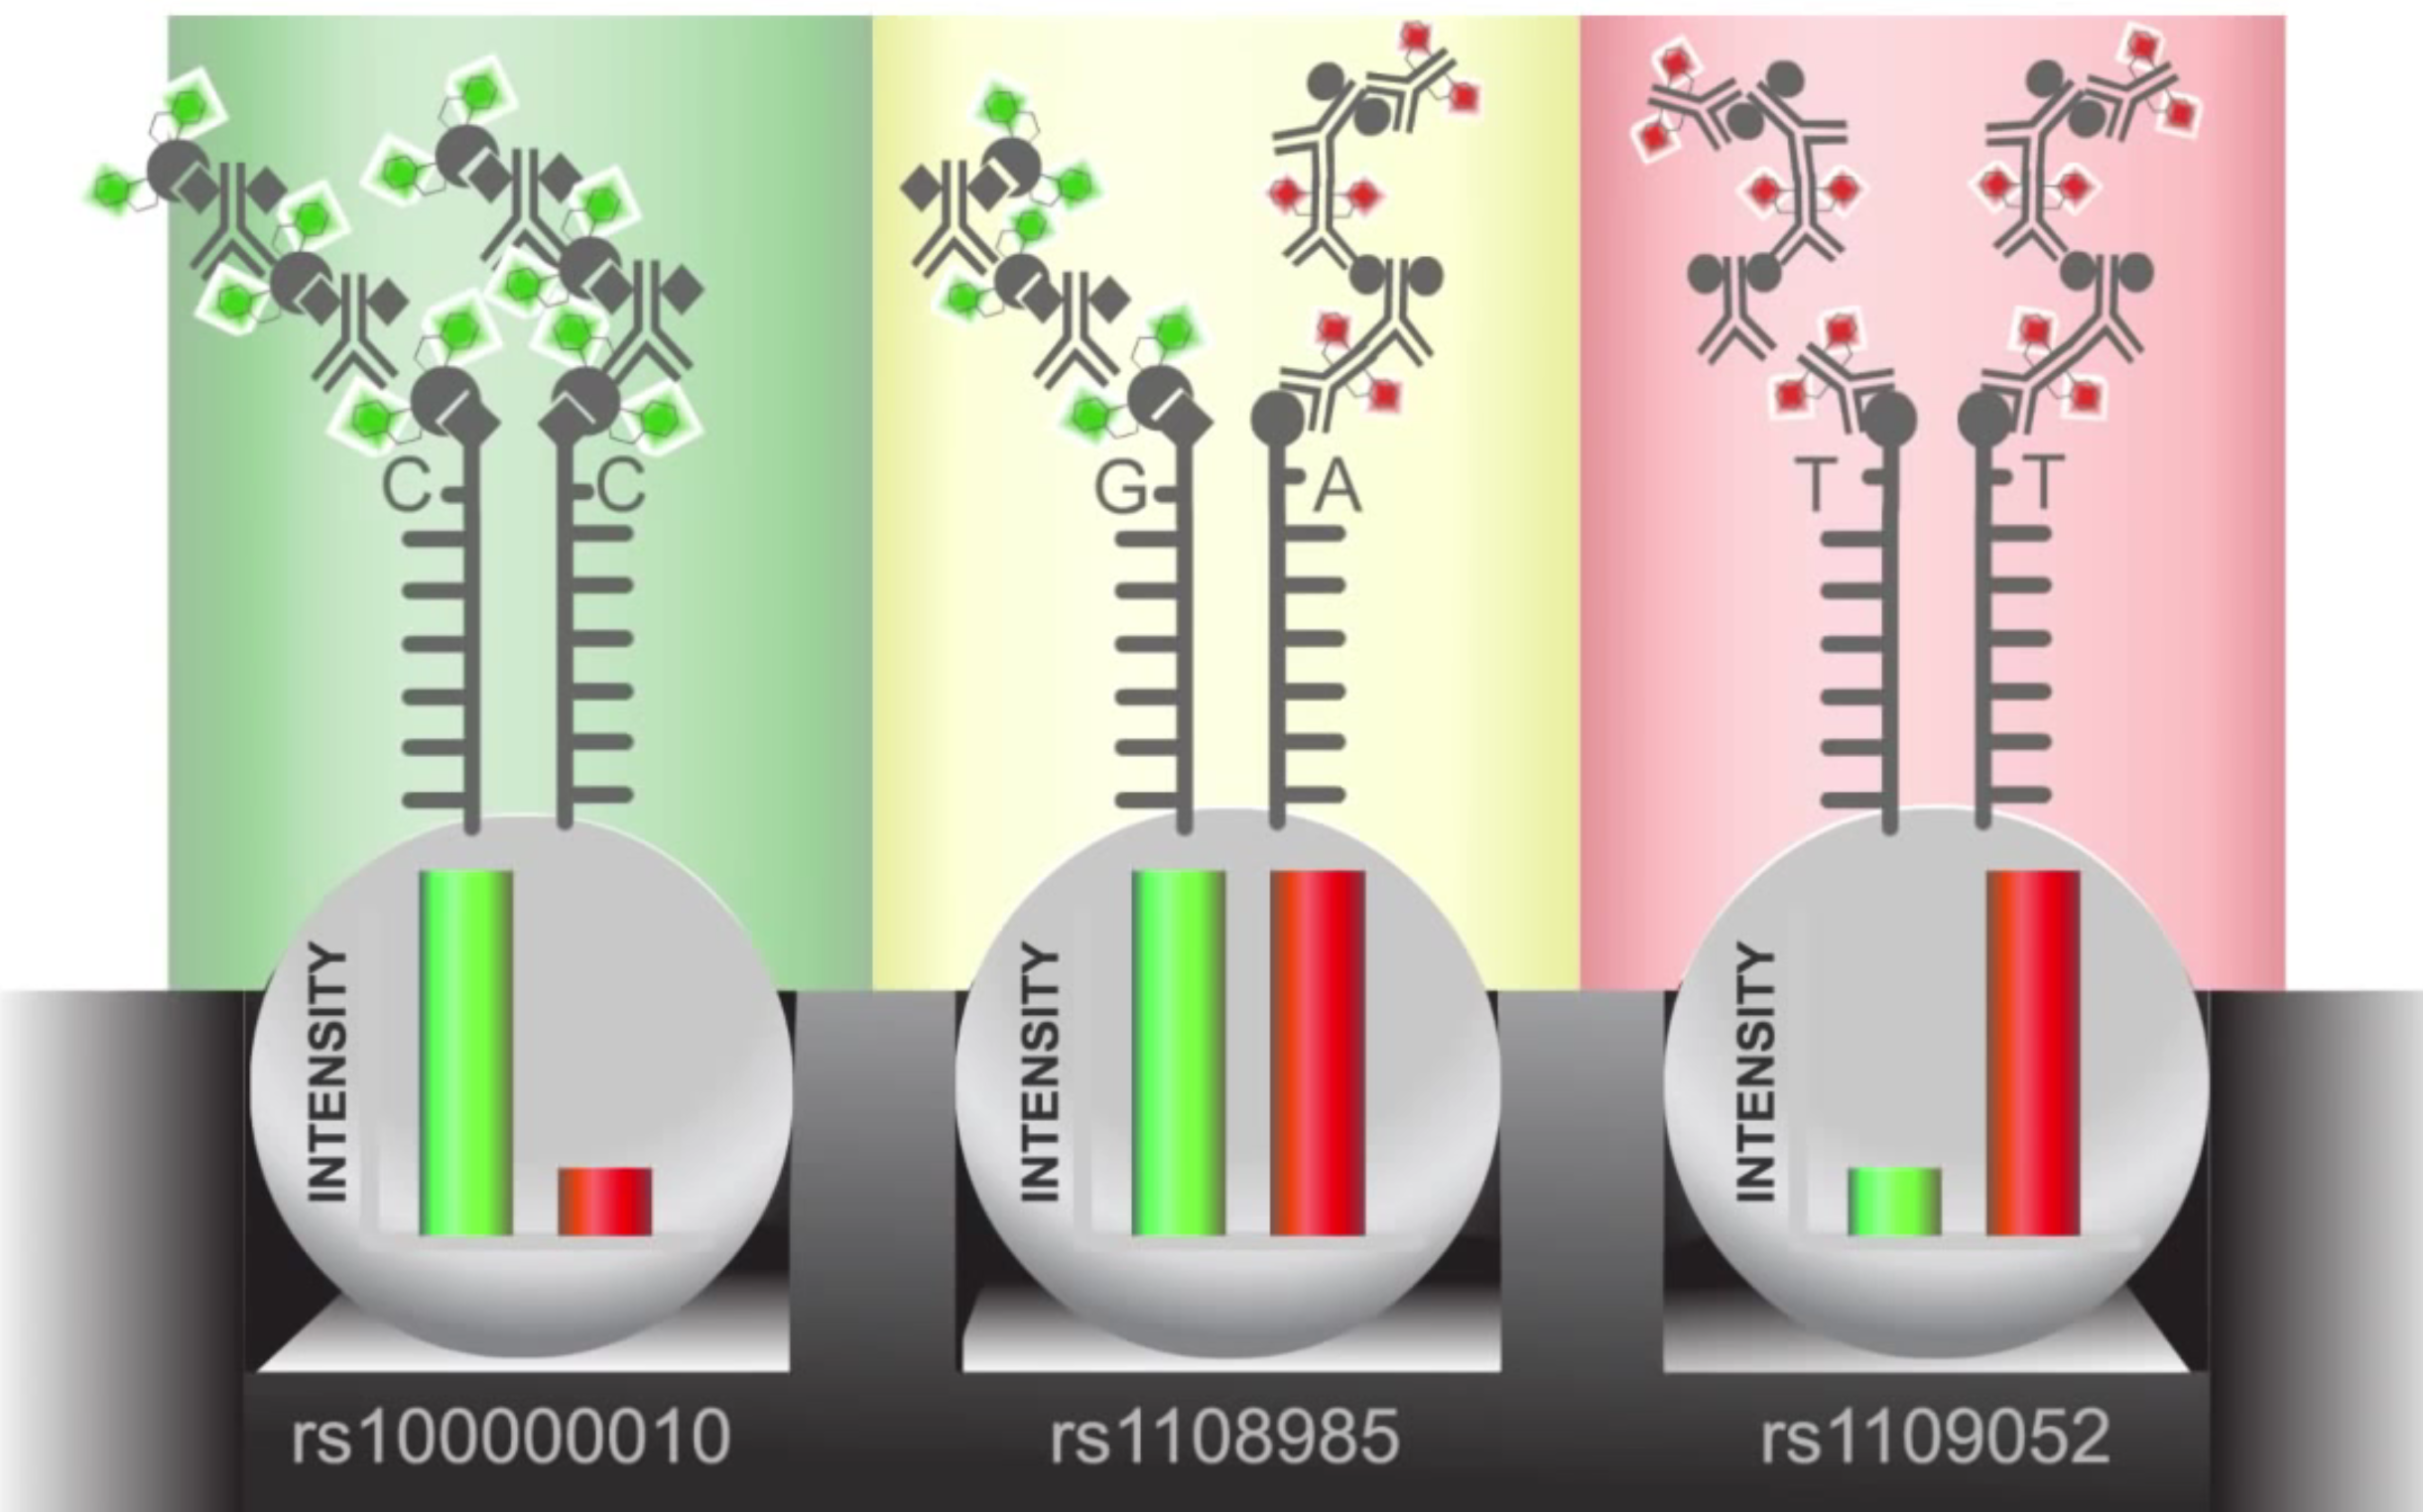 C C G A T T
INTENSITY INTENSITY INTENSITY
rs100000010 rs1108985 rs1109052